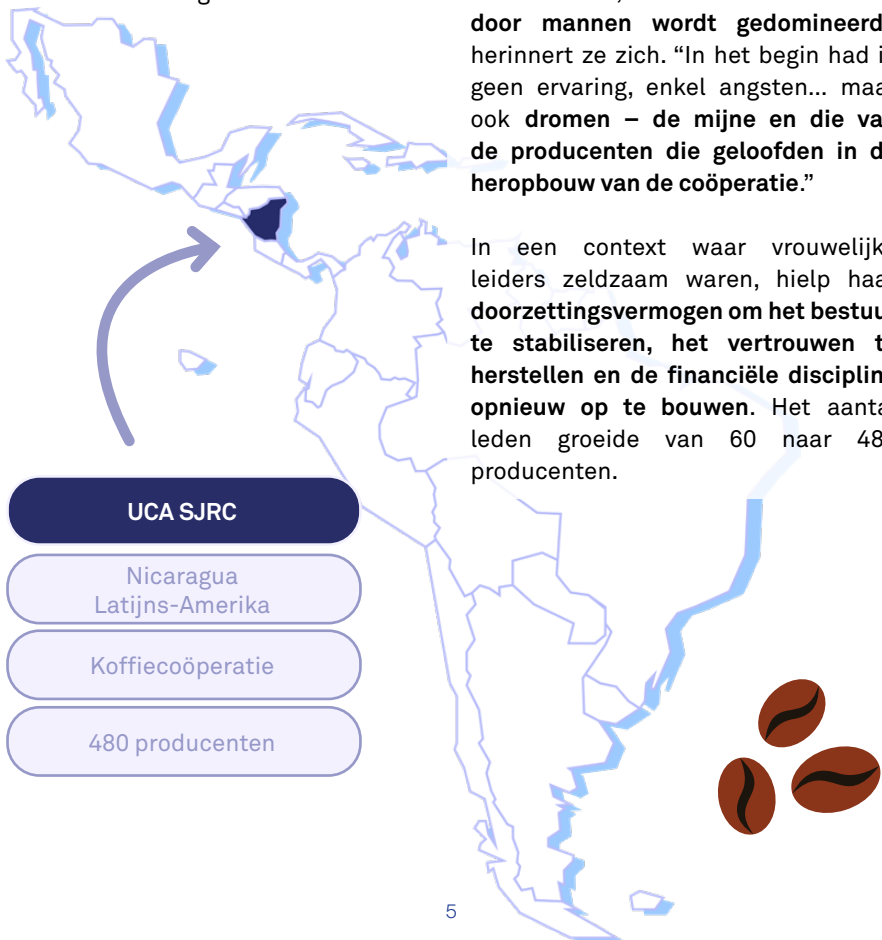 door mannen wordt gedomineerd
herinnert ze zich. “In het begin had i
geen ervaring, enkel angsten... maa
ook dromen – de mijne en die va
de producenten die geloofden in d
heropbouw van de coöperatie.”
In een context waar vrouwelijk
leiders zeldzaam waren, hielp haa
doorzettingsvermogen om het bestuu
te stabiliseren, het vertrouwen t
herstellen en de financiële disciplin
opnieuw op te bouwen. Het aanta
leden groeide van 60 naar 48
producenten.
UCA SJRC
Nicaragua
Latijns-Amerika
Koffiecoöperatie
480 producenten
5